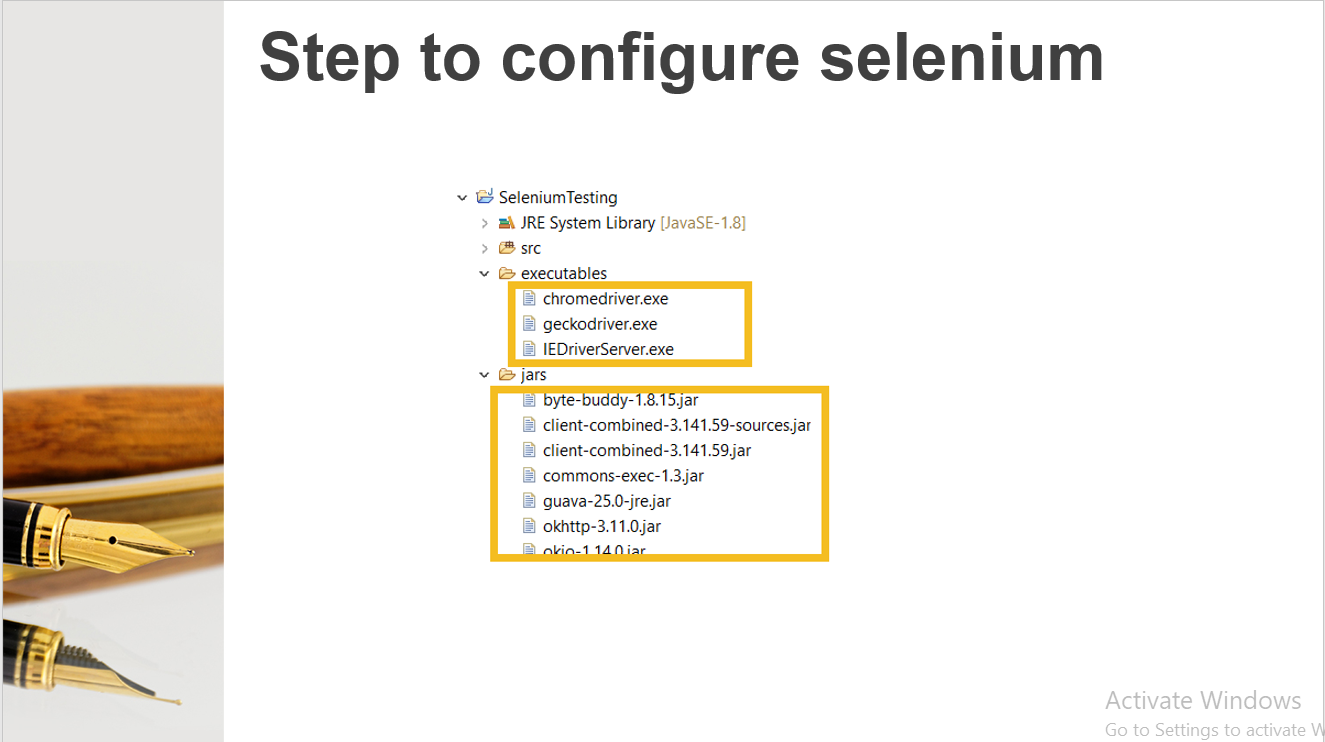 Step to configure selenium
SeleniumTesting
JRE System Library [JavaSE-1.8]
src
executables
chromedriver.exe
geckodriver.exe
IEDriverServer.exe
jars
byte-buddy-1.8.15.jar
client-combined-3.141.59-sources.jar
client-combined-3.141.59.jar
commons-exec-1.3.jar
guava-25.0-jre.jar
okhttp-3.11.0.jar
okio-1.14.0.jar
Activate Windows
Go to Settings to activate W